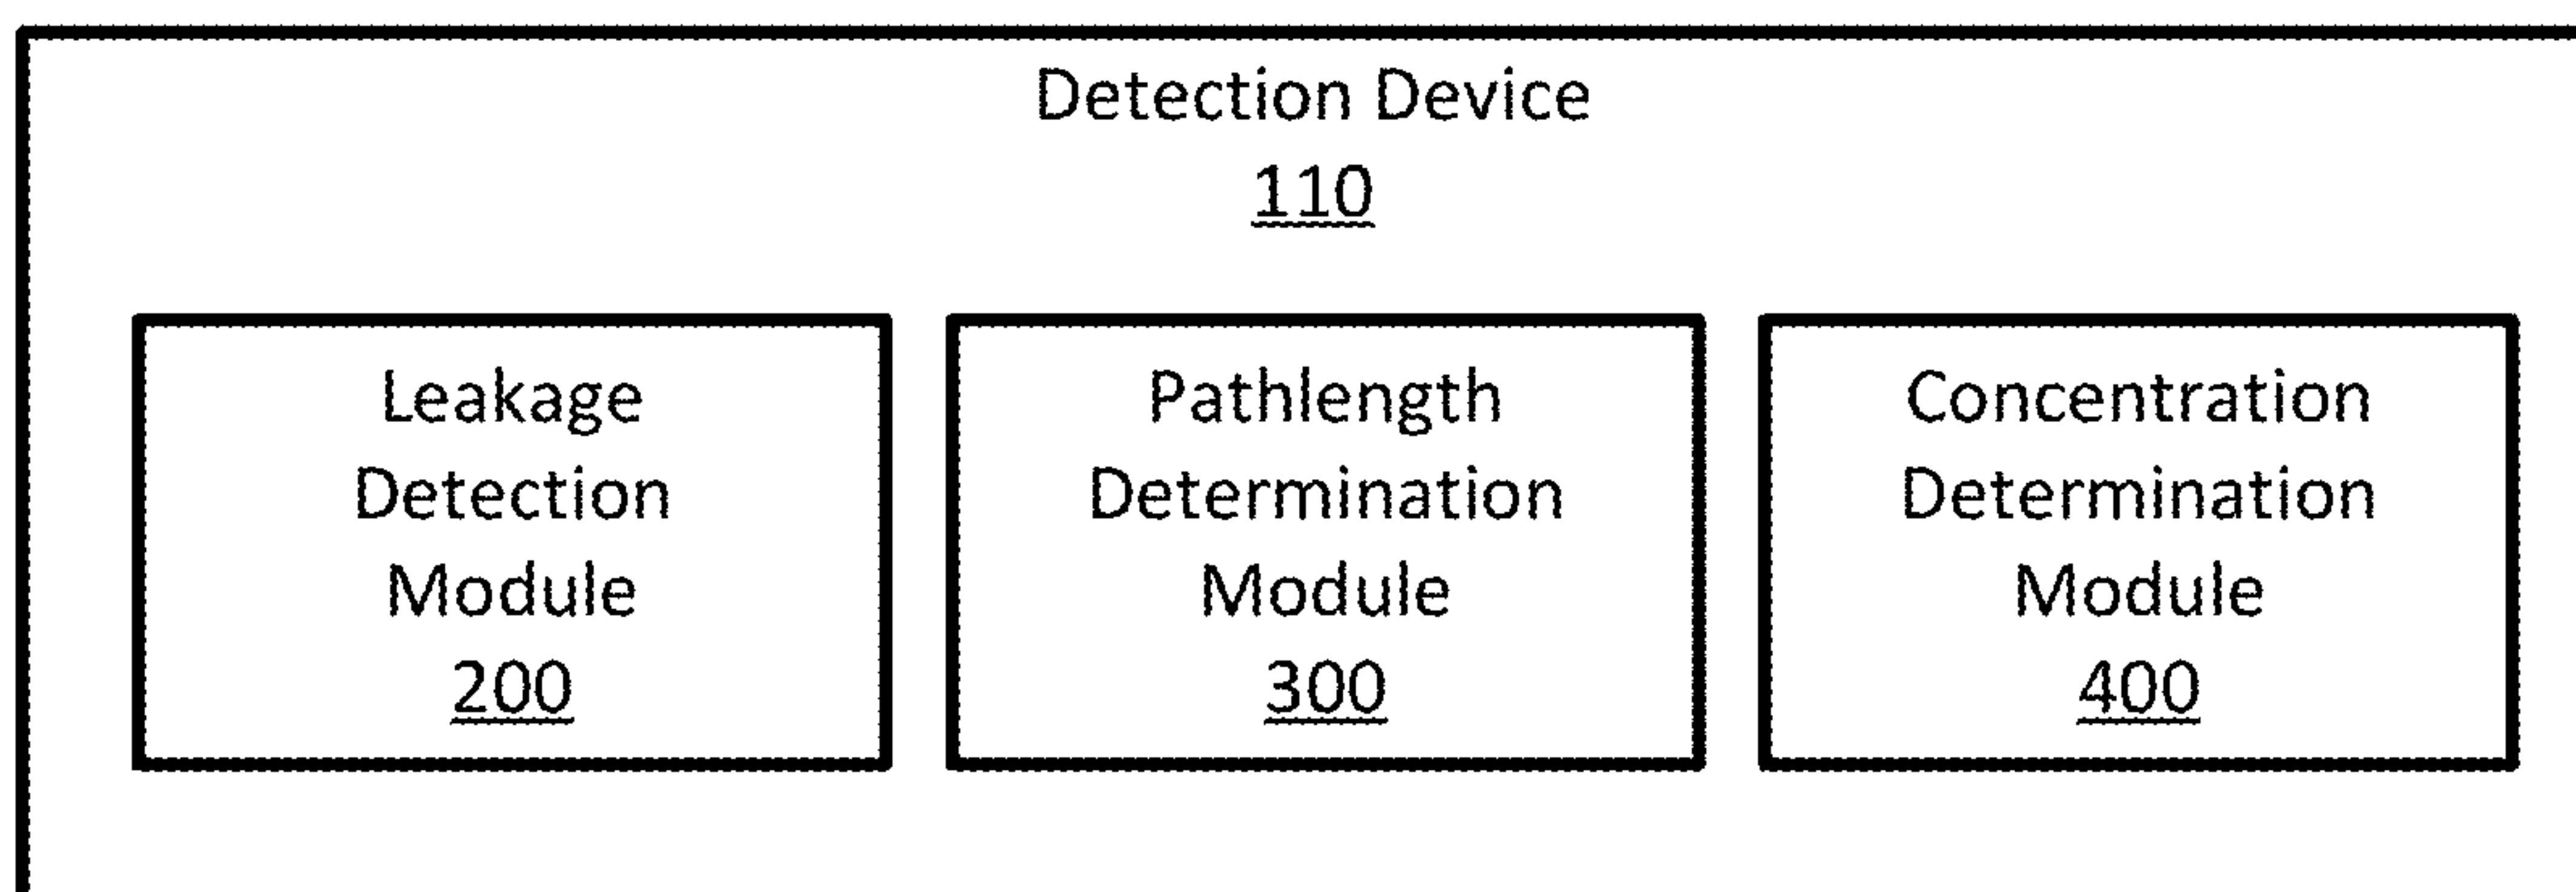 Detection Device
110
Leakage
Detection
Module
200
Pathlength
Determination
Module
300
Concentration
Determination
Module
400